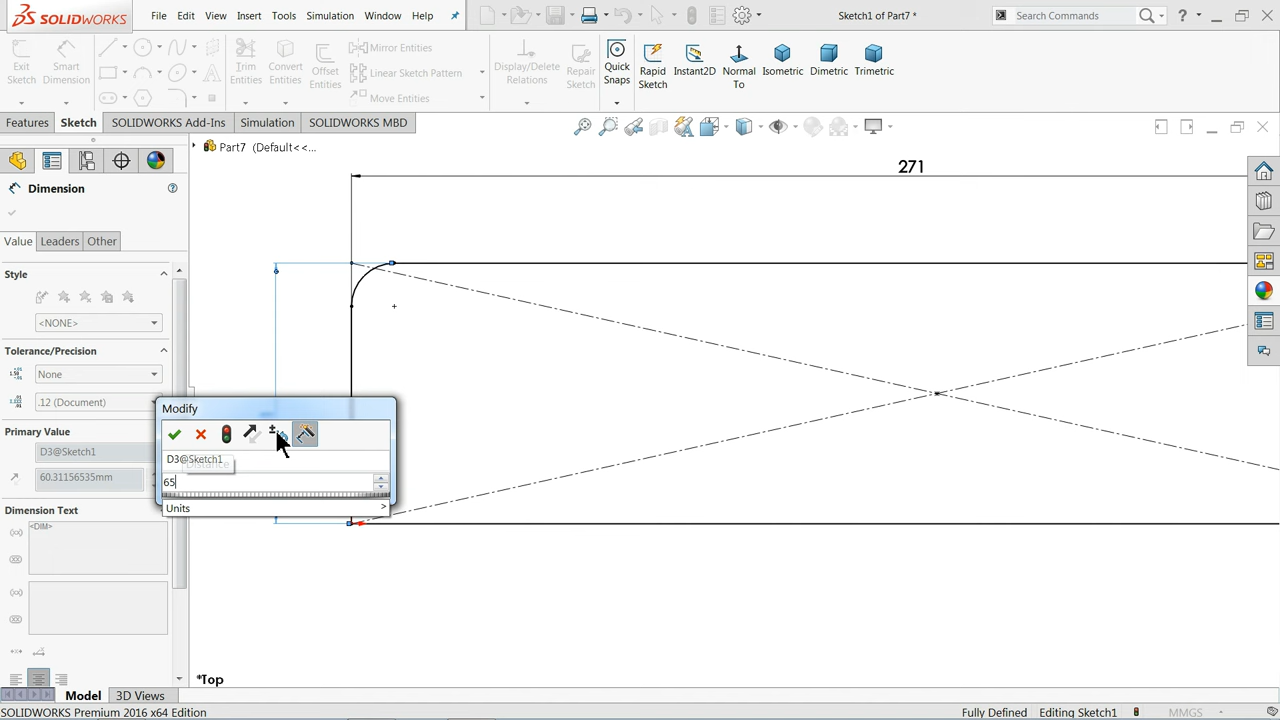 SOLIDWORKS
File Edit View Insert Tools Simulation Window Help
Sketch1 of Part7 *
Search Commands
Exit Sketch
Smart Dimension
Trim Entities
Convert Entities
Offset Entities
Mirror Entities
Linear Sketch Pattern
Move Entities
Display/Delete Relations
Repair Sketch
Quick Snaps
Rapid Sketch
Instant2D
Normal To
Isometric
Dimetric
Trimetric
Features Sketch SOLIDWORKS Add-Ins Simulation SOLIDWORKS MBD
Part7 (Default<<...
271
Dimension
Value Leaders Other
Style
<NONE>
Tolerance/Precision
None
.12 (Document)
Primary Value
D3@Sketch1
60.31156535mm
Dimension Text
<DIM>
Modify
D3@Sketch1
Distance
65
Units
*Top
Model 3D Views
SOLIDWORKS Premium 2016 x64 Edition
Fully Defined Editing Sketch1 MMGS